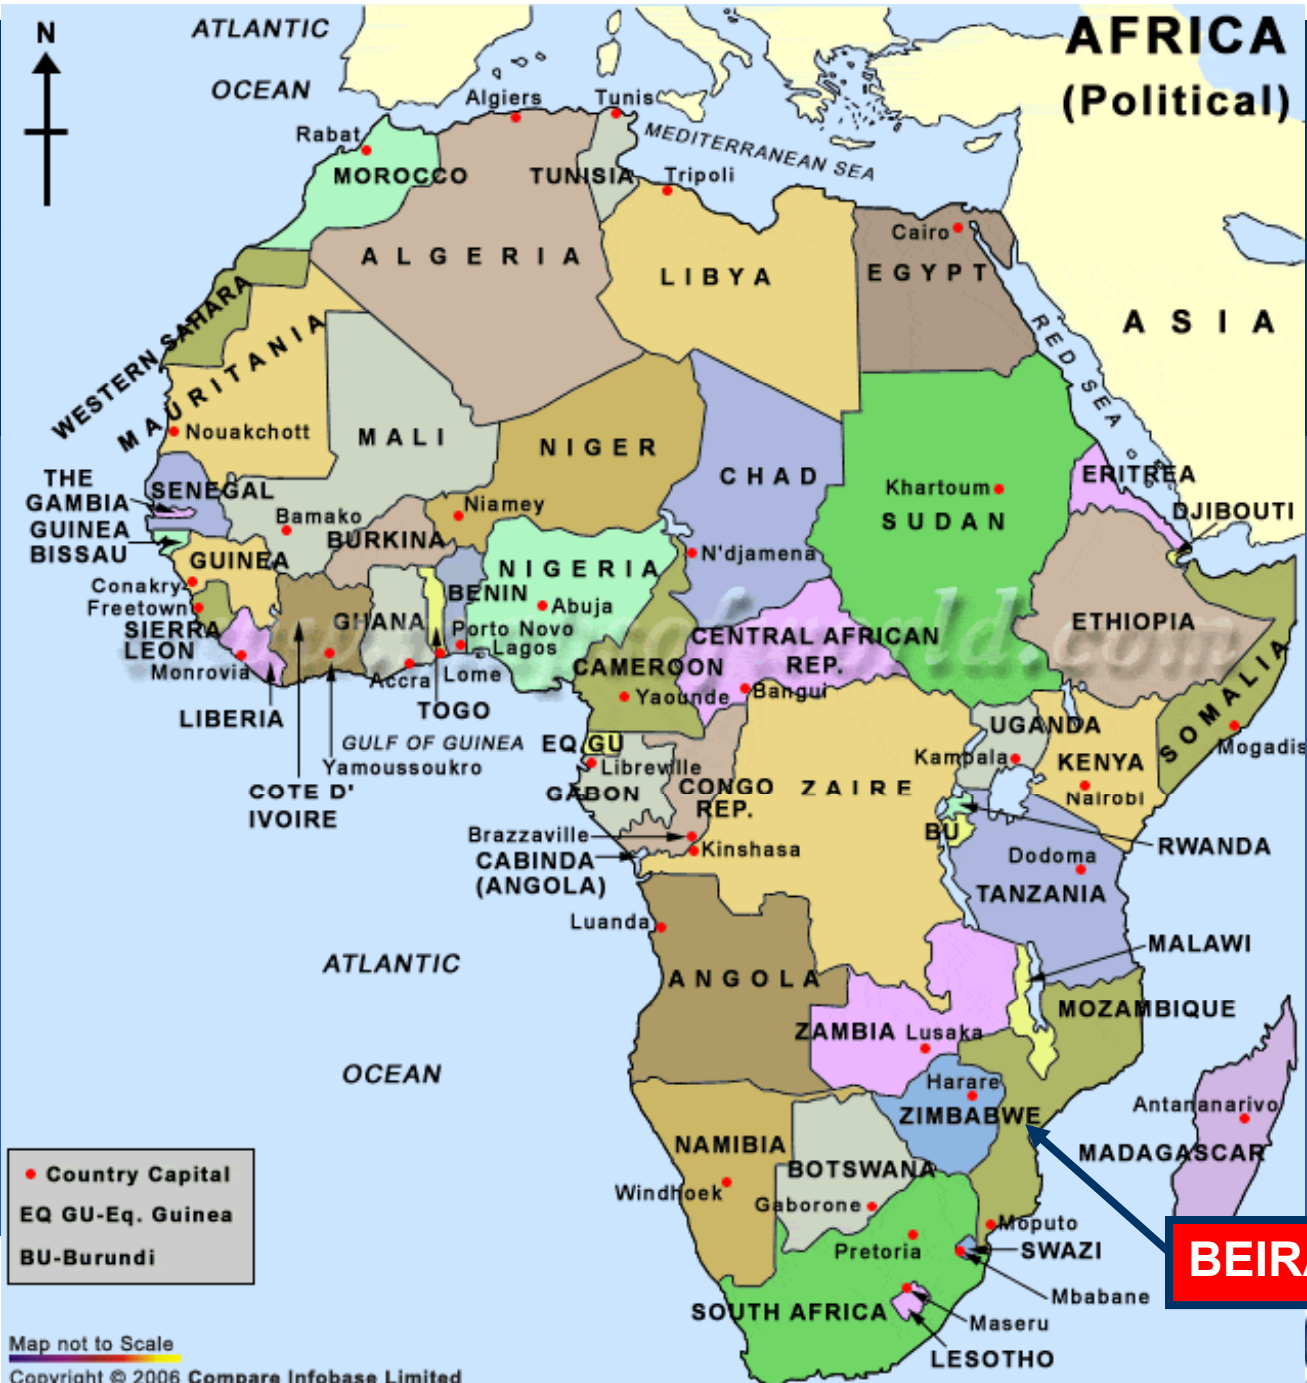 AFRICA
(Political)
N
ATLANTIC
OCEAN
Algiers
Tunis
Rabat
MEDITERRANEAN SEA
MOROCCO
TUNISIA
Tripoli
Cairo
ALGERIA
LIBYA
EGYPT
ASIA
RED SEA
WESTERN SAHARA
MAURITANIA
Nouakchott
MALI
NIGER
CHAD
ERITREA
THE
GAMBIA
SENEGAL
Niamey
Khartoum
SUDAN
DJIBOUTI
GUINEA
BISSAU
Bamako
BURKINA
N'djamena
GUINEA
NIGERIA
Conakry
BENIN
Abuja
Freetown
GHANA
ETHIOPIA
SIERRA
LEON
Porto Novo
Lagos
CENTRAL AFRICAN
REP.
Monrovia
Accra
Lome
CAMEROON
Yaounde
Bangui
SOMALIA
LIBERIA
TOGO
UGANDA
GULF OF GUINEA
EQ GU
Kampala
KENYA
Mogadis
Yamoussoukro
Libreville
COTE D'
IVOIRE
GABON
CONGO
REP.
ZAIRE
Nairobi
Brazzaville
BU
RWANDA
CABINDA
(ANGOLA)
Kinshasa
Dodoma
TANZANIA
Luanda
MALAWI
ATLANTIC
OCEAN
ANGOLA
MOZAMBIQUE
ZAMBIA
Lusaka
Harare
ZIMBABWE
Antananarivo
MADAGASCAR
NAMIBIA
BOTSWANA
Windhoek
Gaborone
Moputo
Pretoria
SWAZI
BEIRA
Mbabane
SOUTH AFRICA
Maseru
LESOTHO
Country Capital
EQ GU-Eq. Guinea
BU-Burundi
Map not to Scale
Copyright © 2006 Compare Infobase Limited